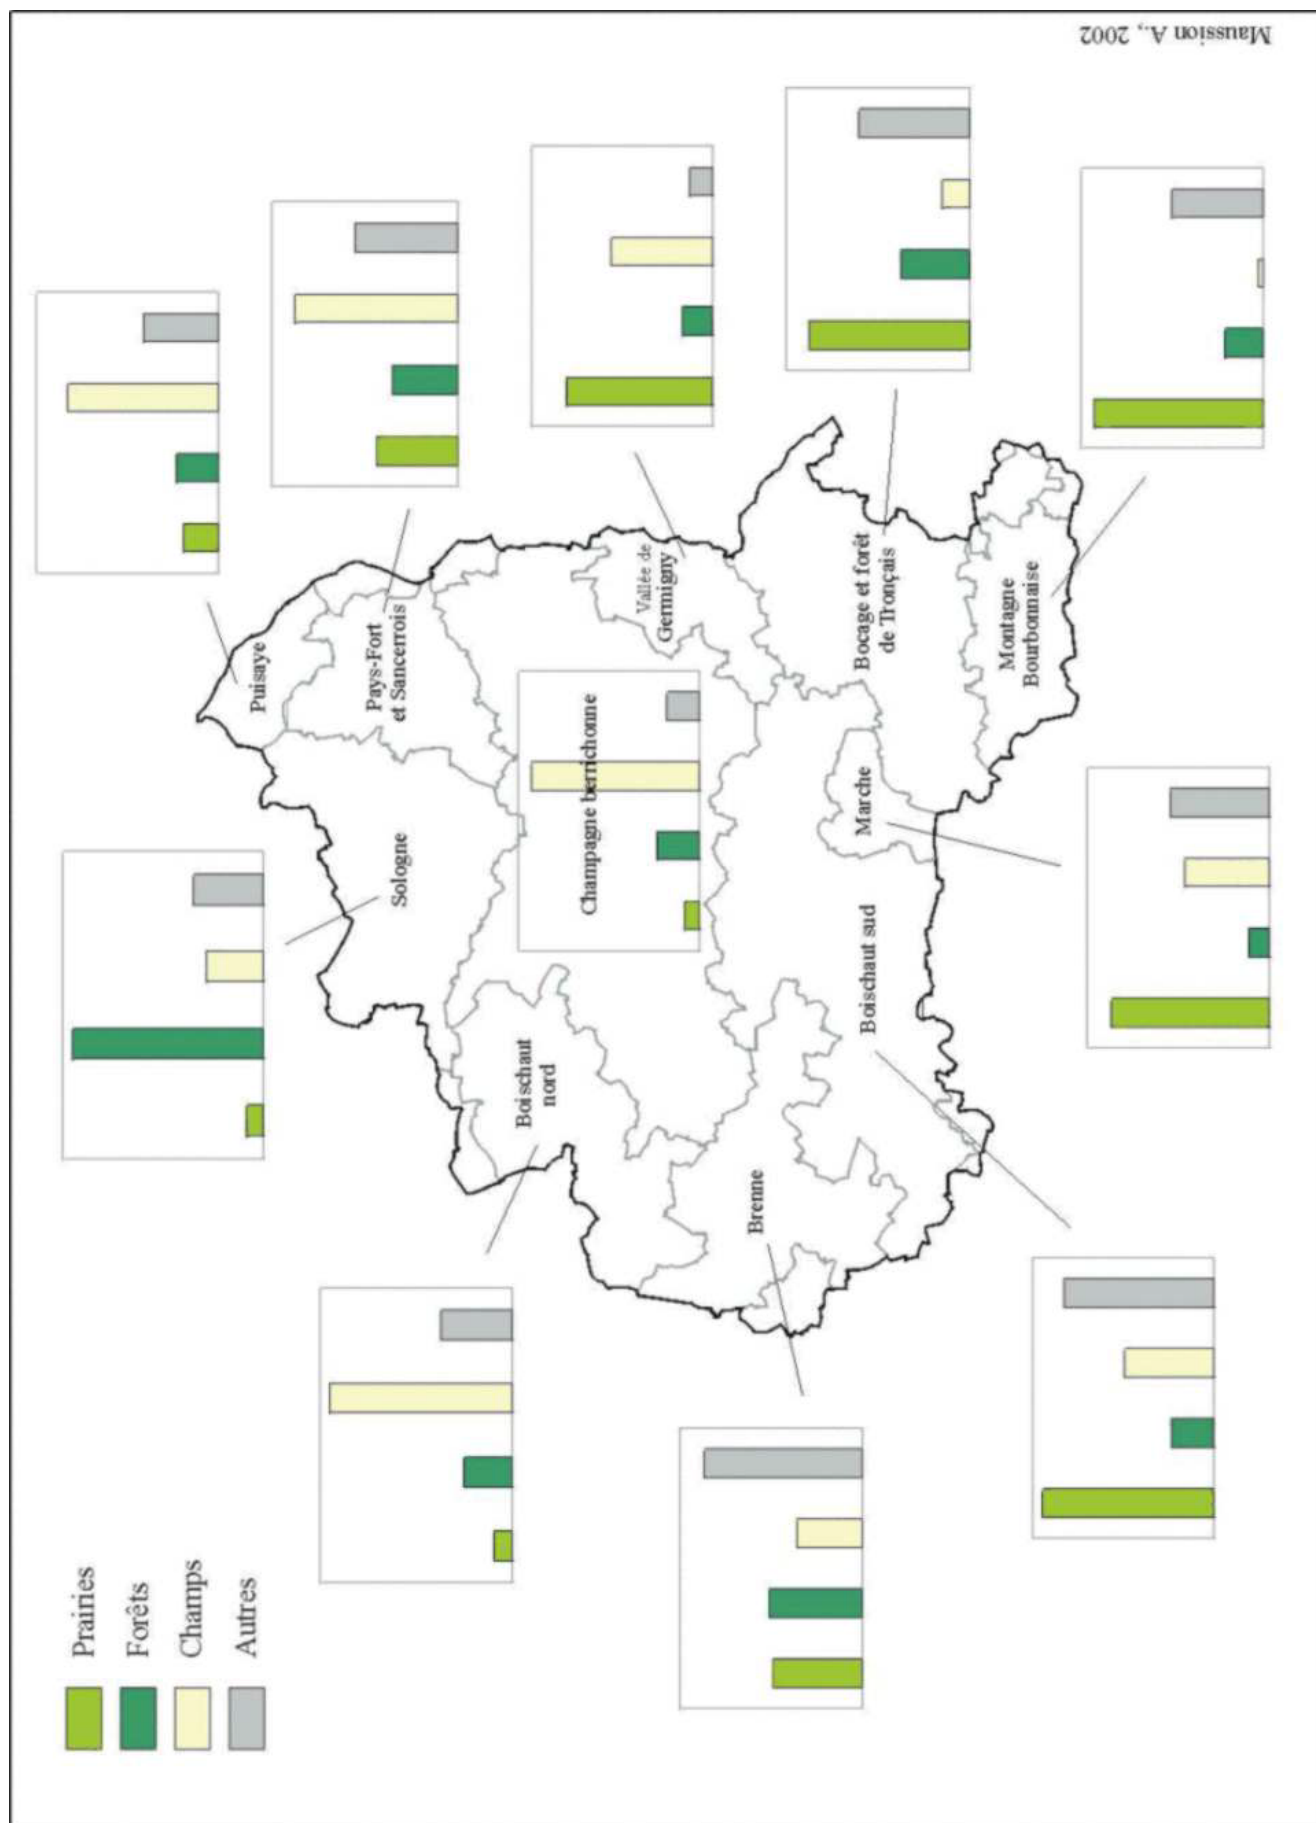 Prairies
Forêts
Champs
Autres
Maussion A., 2002
Puisaye
Pays-Fort
et Sancerrois
Sologne
Vallée de
Germigny
Champagne berrichonne
Boischaut
nord
Bocage et forêt
de Tronçais
Montagne
Bourbonnaise
Marche
Boischaut sud
Brenne